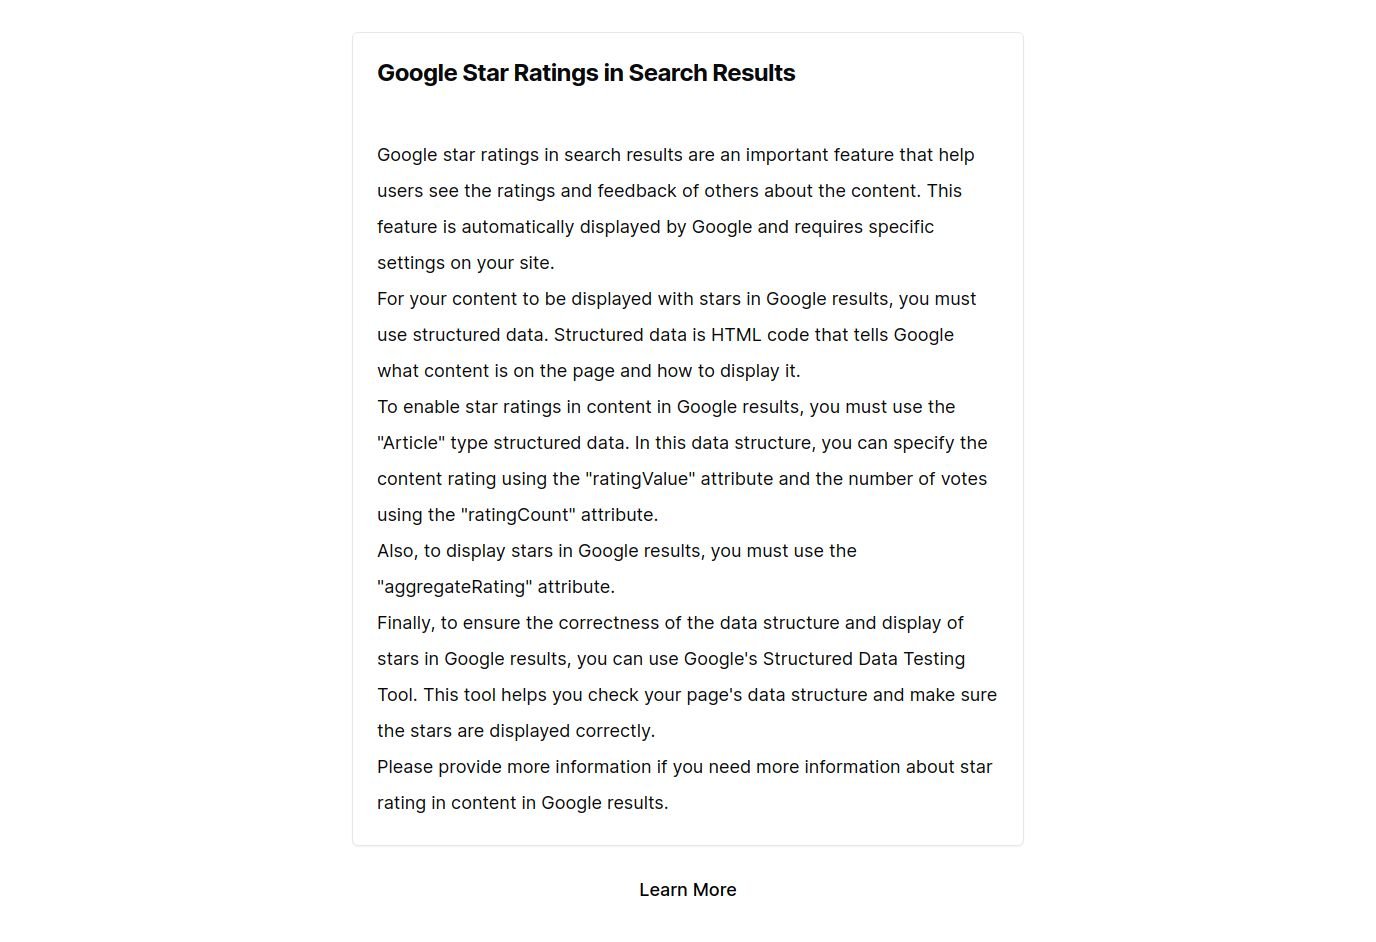 Google Star Ratings in Search Results
Google star ratings in search results are an important feature that help
users see the ratings and feedback of others about the content. This
feature is automatically displayed by Google and requires specific
settings on your site.
For your content to be displayed with stars in Google results, you must
use structured data. Structured data is HTML code that tells Google
what content is on the page and how to display it.
To enable star ratings in content in Google results, you must use the
"Article" type structured data. In this data structure, you can specify the
content rating using the "ratingValue" attribute and the number of votes
using the "ratingCount" attribute.
Also, to display stars in Google results, you must use the
"aggregateRating" attribute.
Finally, to ensure the correctness of the data structure and display of
stars in Google results, you can use Google's Structured Data Testing
Tool. This tool helps you check your page's data structure and make sure
the stars are displayed correctly.
Please provide more information if you need more information about star
rating in content in Google results.
Learn More